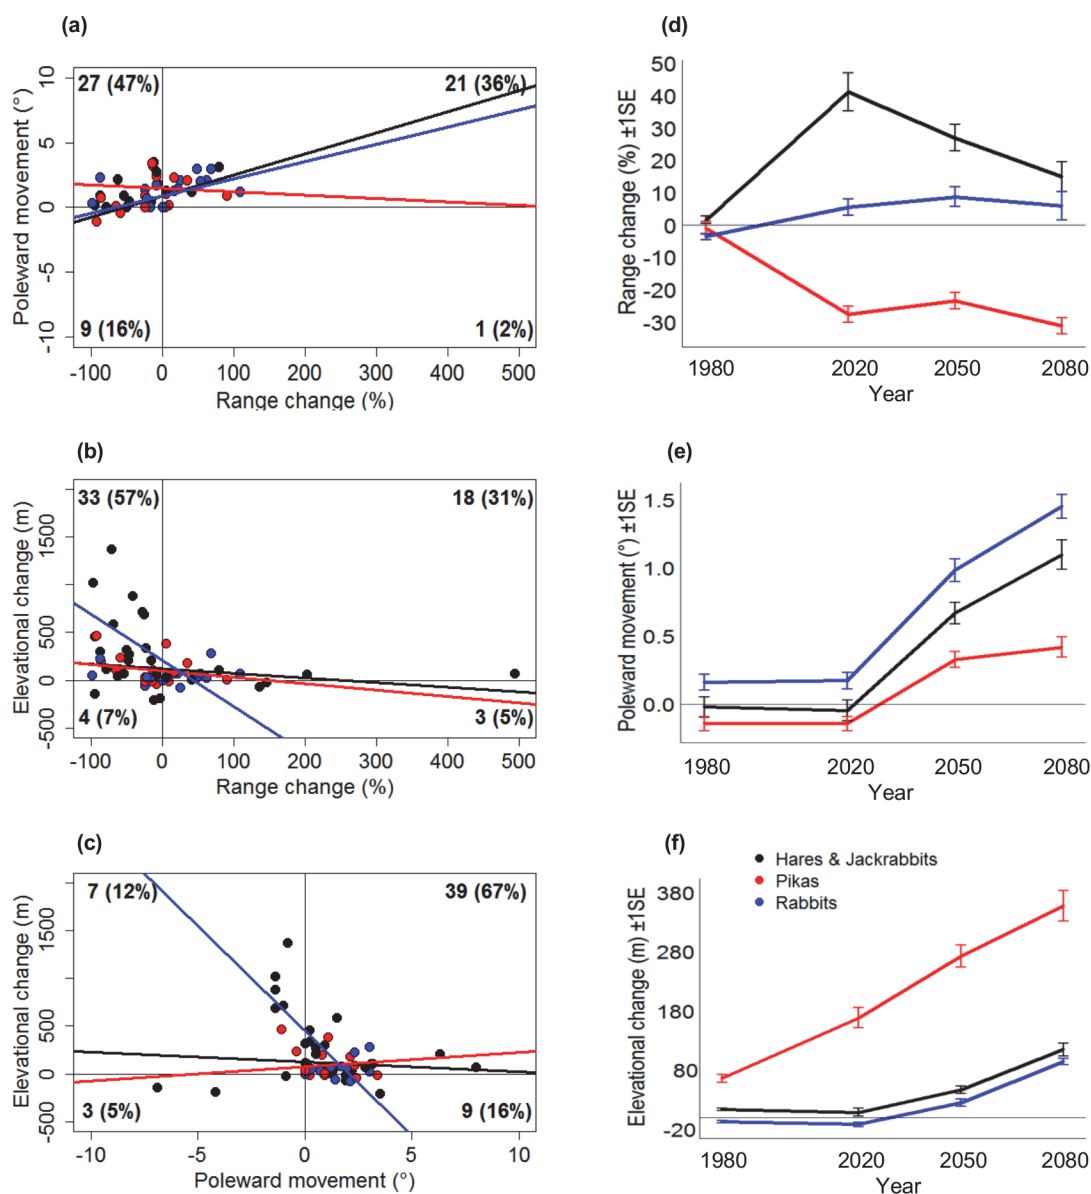 (a)
27 (47%)
21 (36%)
9 (16%)
1 (2%)
10
5
0
-5
-10
Poleward movement (°)
-100 0 100 200 300 400 500
Range change (%)
(b)
33 (57%)
18 (31%)
4 (7%)
3 (5%)
1500
500
0
-500
Elevational change (m)
-100 0 100 200 300 400 500
Range change (%)
(c)
7 (12%)
39 (67%)
3 (5%)
9 (16%)
1500
500
0
-500
Elevational change (m)
-10 -5 0 5 10
Poleward movement (°)
(d)
50
40
30
20
10
0
-10
-20
-30
Range change (%) ±1SE
1980 2020 2050 2080
Year
(e)
1.5
1.0
0.5
0.0
Poleward movement (°) ±1SE
1980 2020 2050 2080
Year
(f)
Hares & Jackrabbits
Pikas
Rabbits
380
280
180
80
-20
Elevational change (m) ±1SE
1980 2020 2050 2080
Year